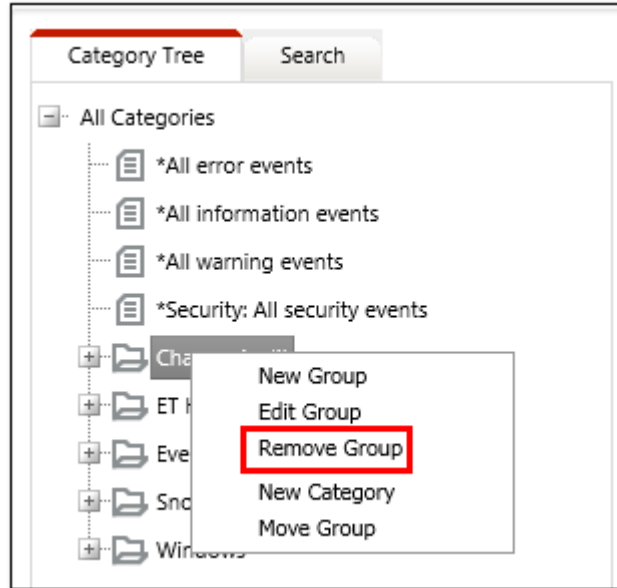 Category Tree
Search
All Categories
*All error events
*All information events
*All warning events
*Security: All security events
New Group
ET
Edit Group
Remove Group
New Category
Move Group
Windows